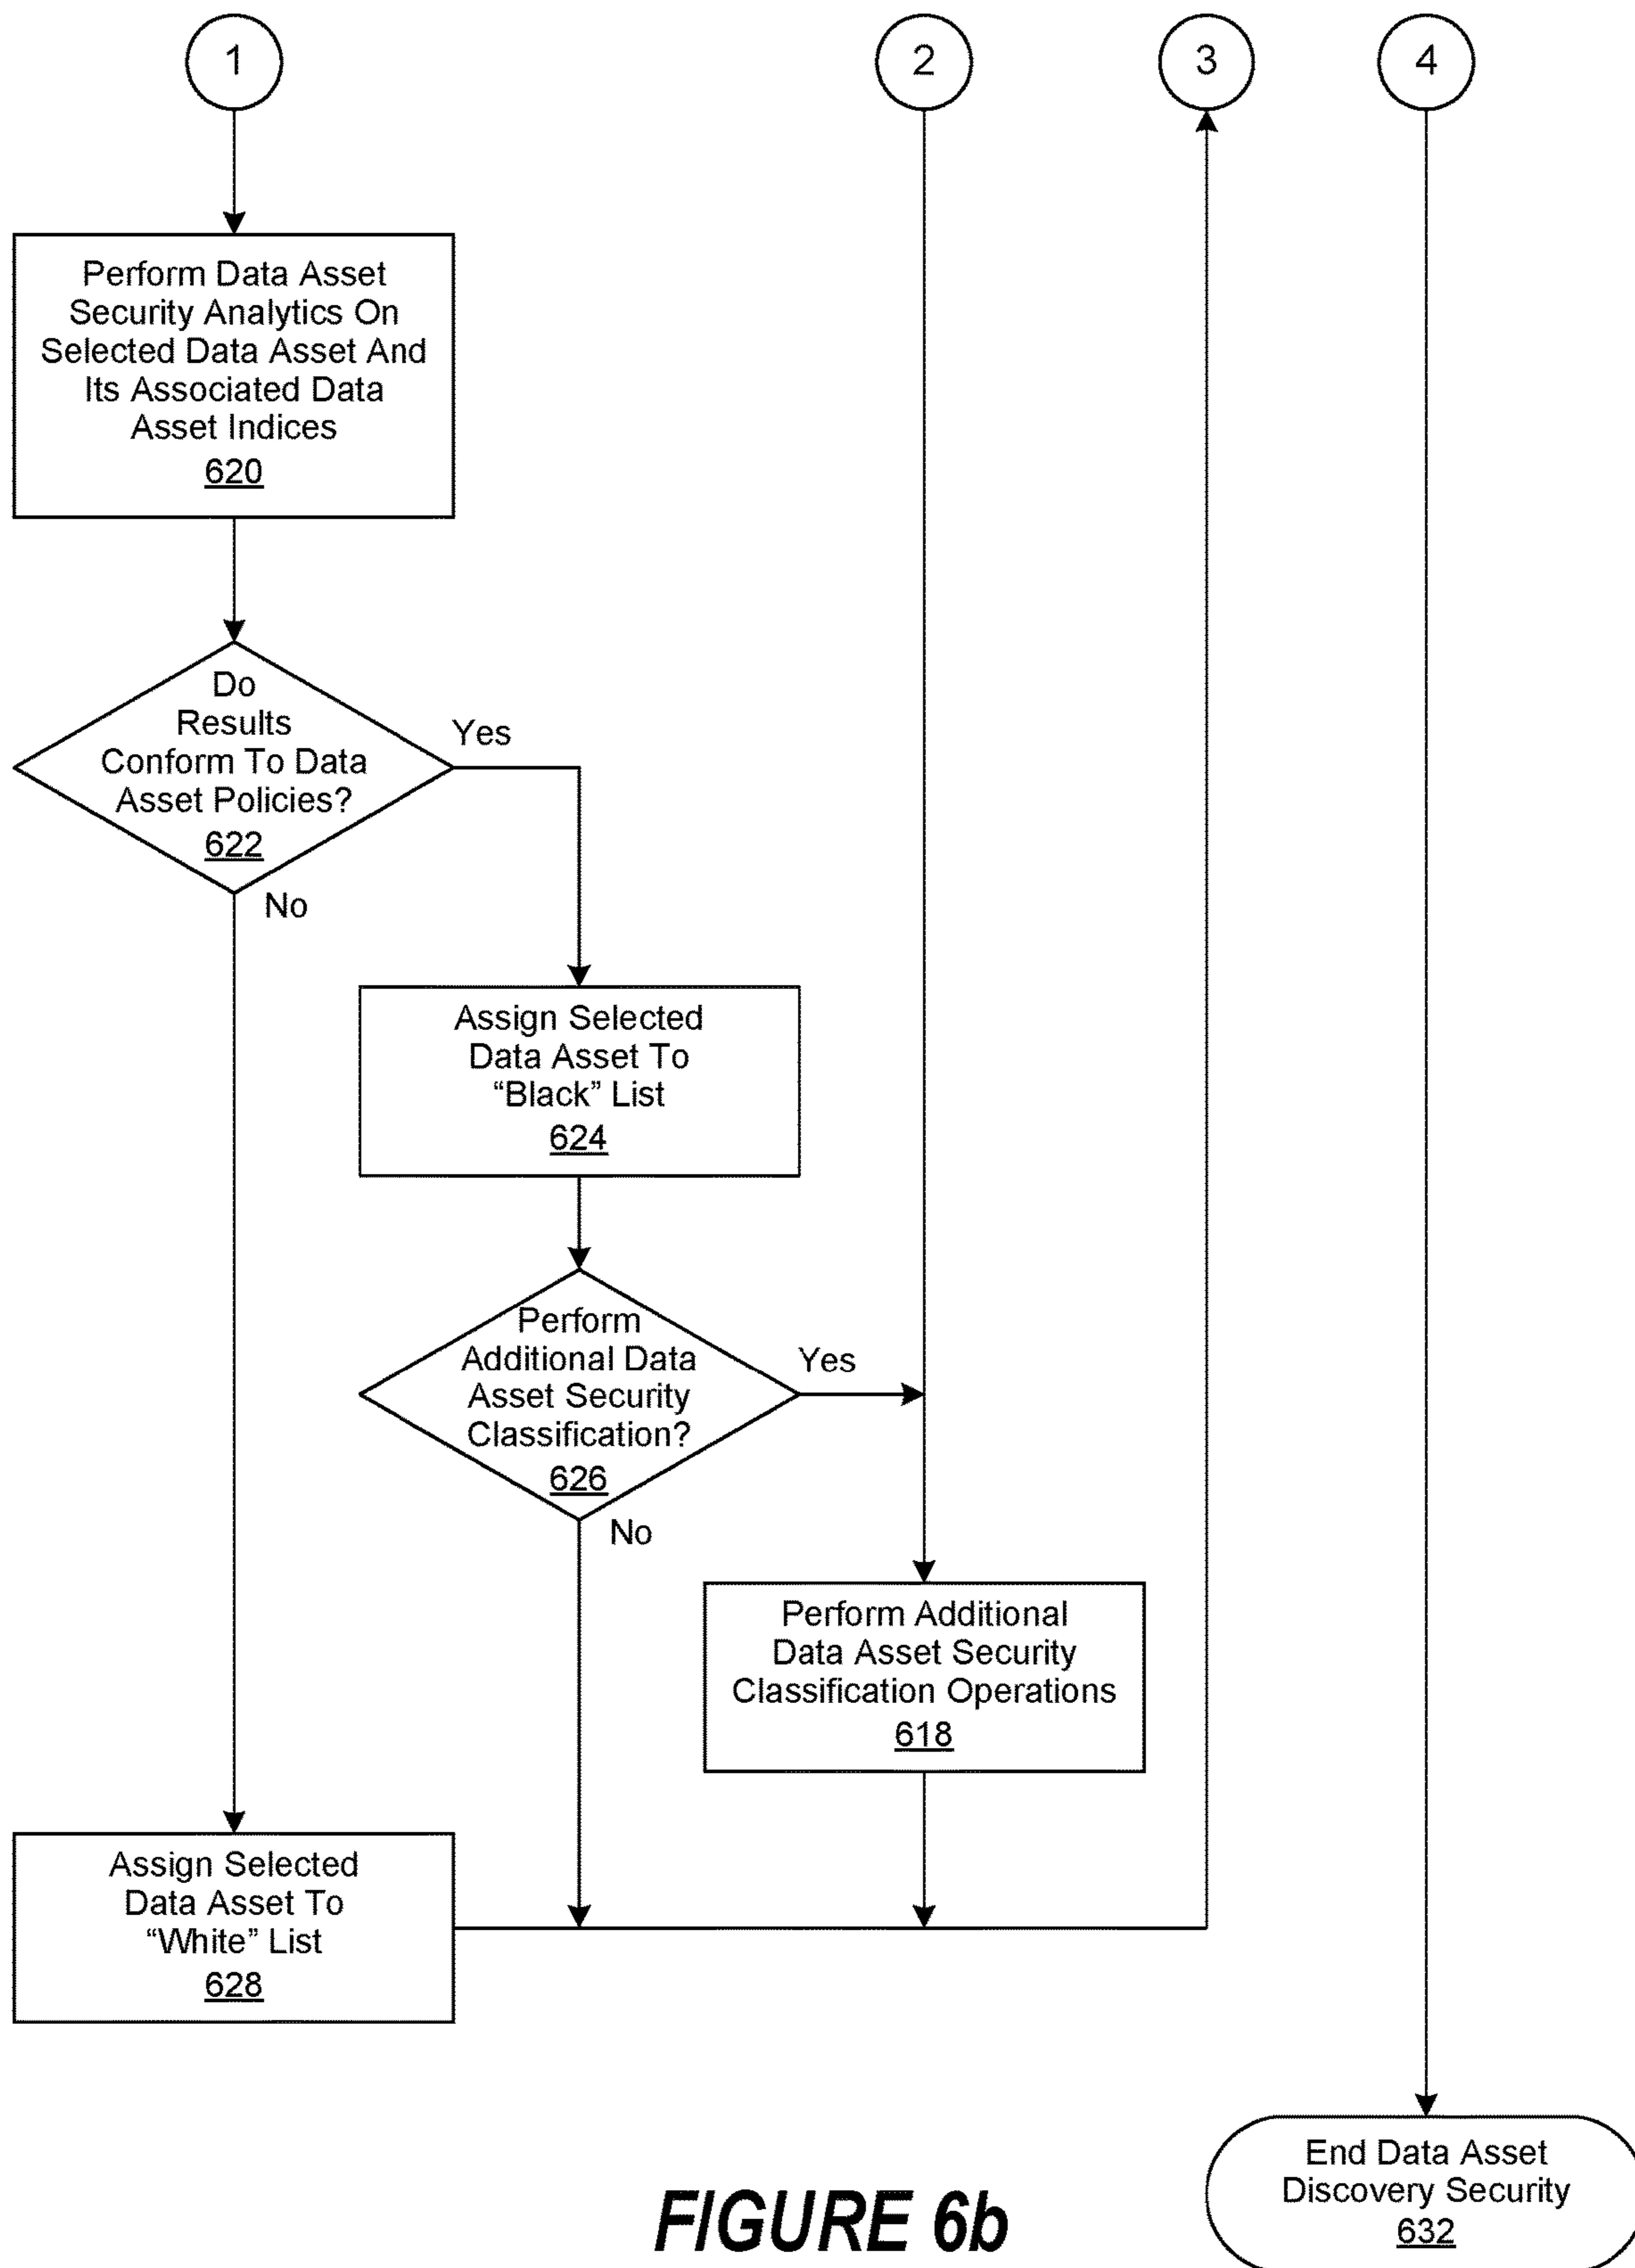 1
2
3
4
Perform Data Asset
Security Analytics On
Selected Data Asset And
Its Associated Data
Asset Indices
620
Do
Results
Conform To Data
Asset Policies?
622
Yes
No
Assign Selected
Data Asset To
“Black” List
624
Perform
Additional Data
Asset Security
Classification?
626
Yes
No
Perform Additional
Data Asset Security
Classification Operations
618
Assign Selected
Data Asset To
“White” List
628
End Data Asset
Discovery Security
632
FIGURE 6b